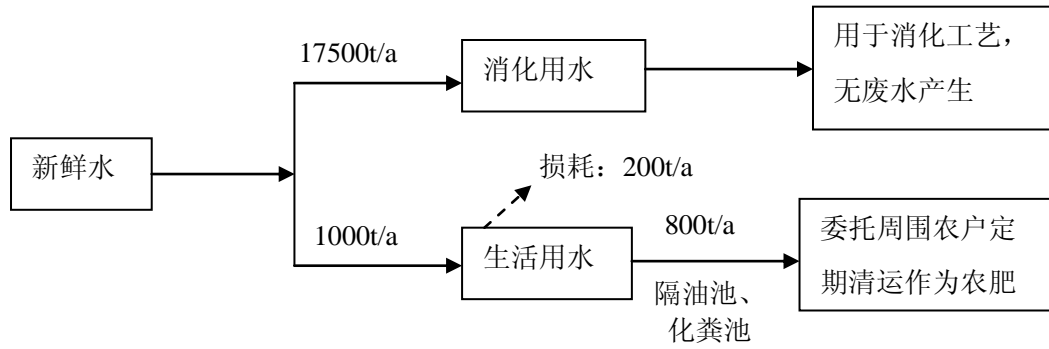 新鲜水
17500t/a
消化用水
用于消化工艺，
无废水产生
损耗：200t/a
1000t/a
生活用水
800t/a
隔油池、
化粪池
委托周围农户定
期清运作为农肥